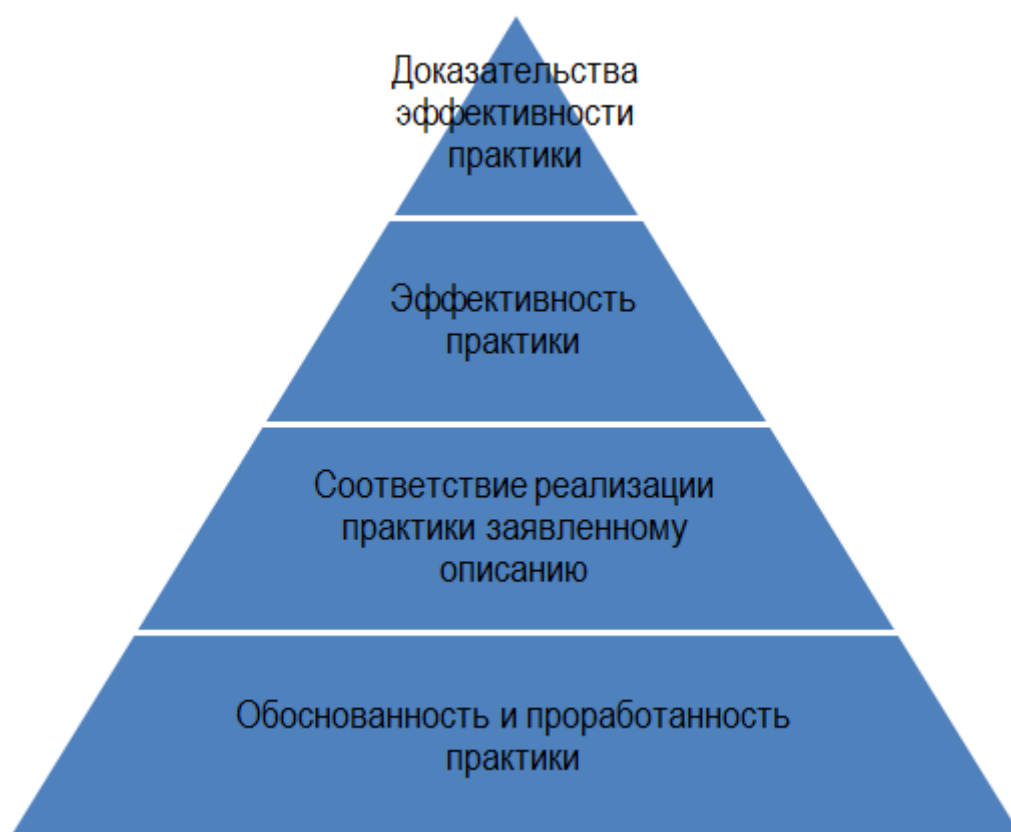 Доказательства
эффективности
практики
Эффективность
практики
Соответствие реализации
практики заявленному
описанию
Обоснованность и проработанность
практики